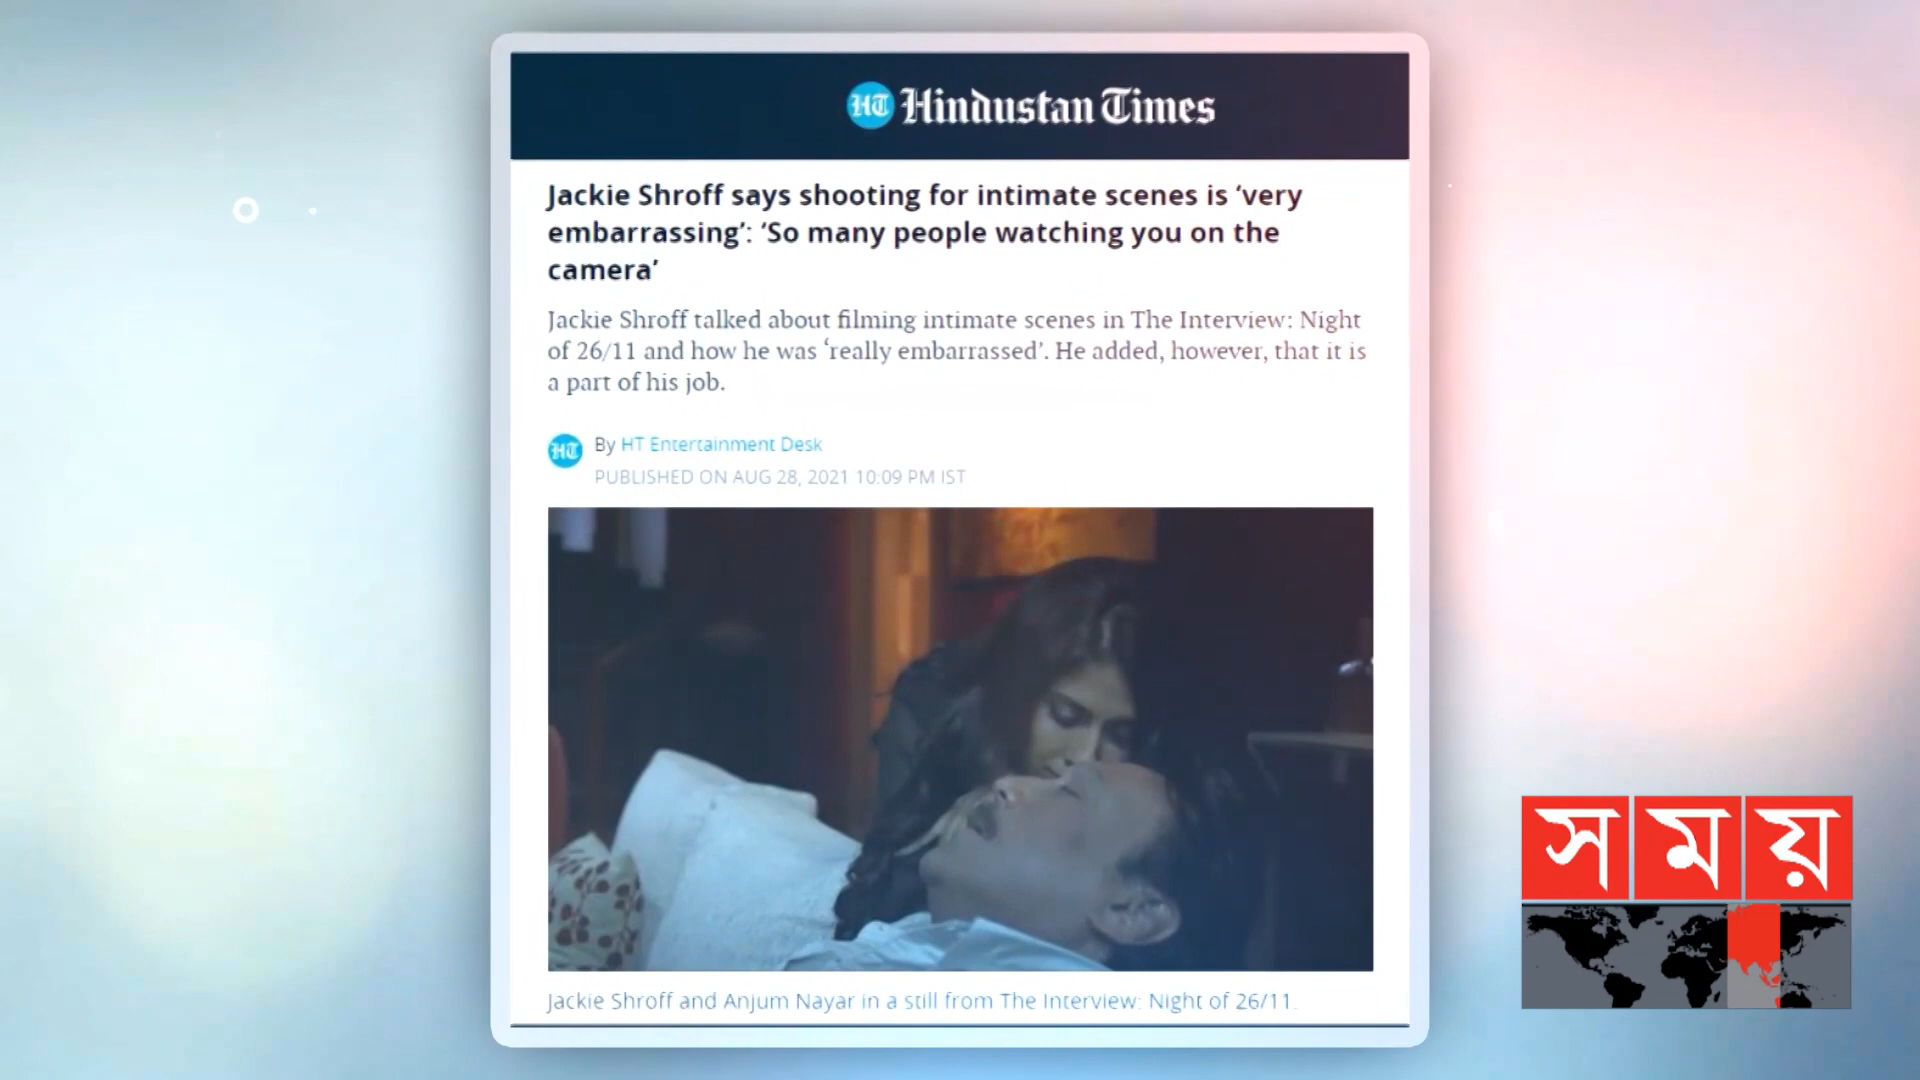 HT Hindustan Times
Jackie Shroff says shooting for intimate scenes is ‘very
embarrassing’: ‘So many people watching you on the
camera’
Jackie Shroff talked about filming intimate scenes in The Interview: Night
of 26/11 and how he was ‘really embarrassed’. He added, however, that it is
a part of his job.
HT By HT Entertainment Desk
PUBLISHED ON AUG 28, 2021 10:09 PM IST
Jackie Shroff and Anjum Nayar in a still from The Interview: Night of 26/11.
সময়